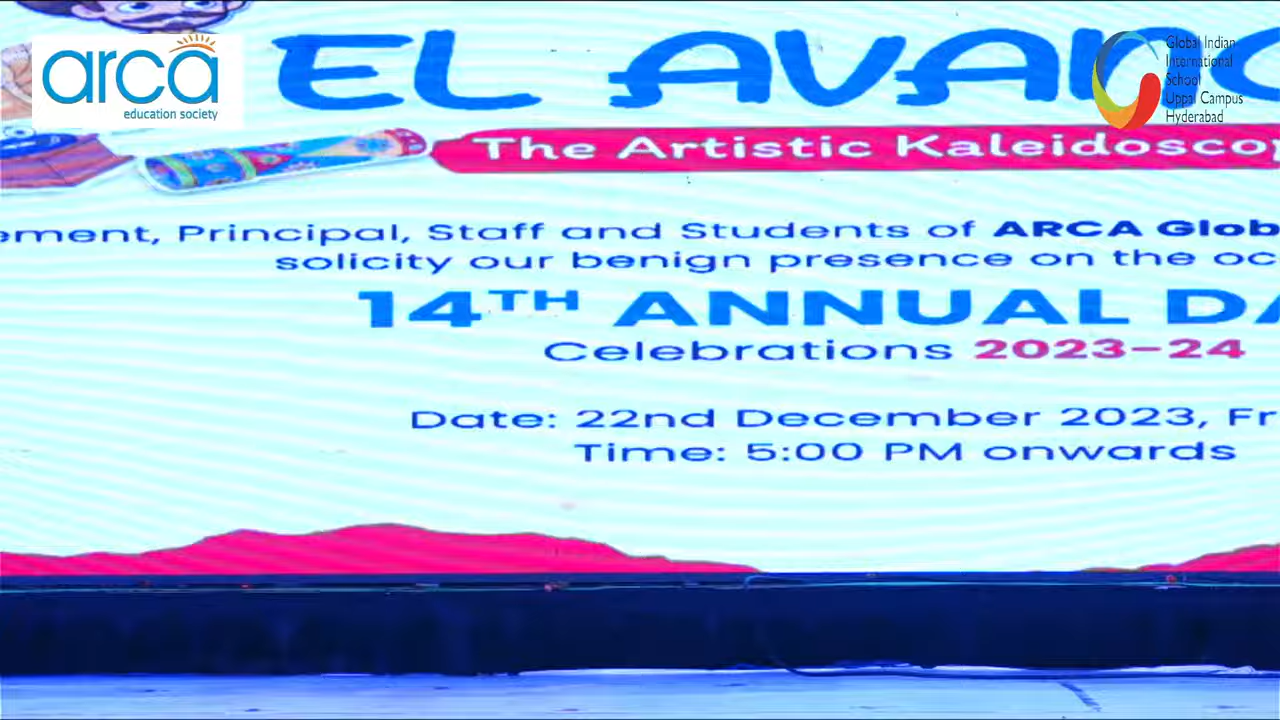 arca
education society
EL AVAN
Global Indian
International
School
Uppal Campus
Hyderabad
The Artistic Kaleidoscop
ement, Principal, Staff and Students of ARCA Glob
solicity our benign presence on the oc
14TH ANNUAL DA
Celebrations 2023-24
Date: 22nd December 2023, Fr
Time: 5:00 PM onwards